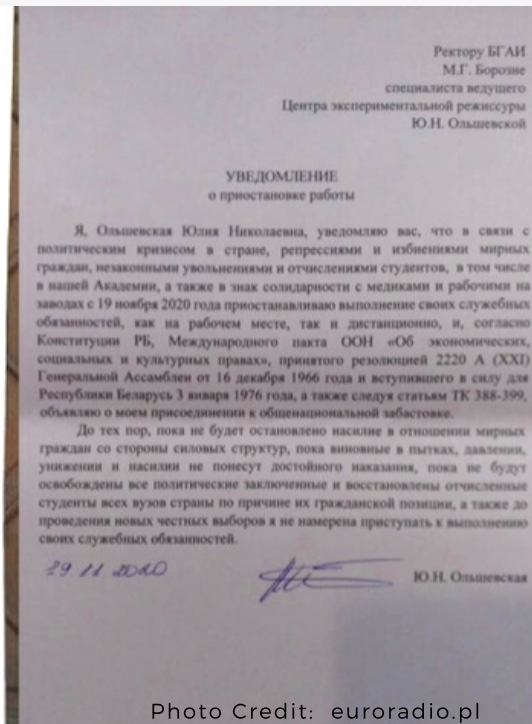 Ректору БГАИ
М.Г. Борозне
специалиста ведущего
Центра экспериментальной режиссуры
Ю.Н. Ольшевской
УВЕДОМЛЕНИЕ
о приостановке работы
Я, Ольшевская Юлия Николаевна, уведомляю вас, что в связи с
политическим кризисом в стране, репрессиями и избиениями мирных
граждан, незаконными увольнениями и отчислениями студентов, в том числе
в нашей Академии, а также в знак солидарности с медиками и рабочими на
заводах с 19 ноября 2020 года приостанавливаю выполнение своих служебных
обязанностей, как на рабочем месте, так и дистанционно, и, согласно
Конституции РБ, Международного пакта ООН «Об экономических,
социальных и культурных правах», принятого резолюцией 2220 А (XXI)
Генеральной Ассамблеи от 16 декабря 1966 года и вступившего в силу для
Республики Беларусь 3 января 1976 года, а также следуя статьям ТК 388-399,
объявляю о моем присоединении к общенациональной забастовке.
До тех пор, пока не будет остановлено насилие в отношении мирных
граждан со стороны силовых структур, пока виновные в пытках, давлении,
унижении и насилии не понесут достойного наказания, пока не будут
освобождены все политические заключенные и восстановлены отчисленные
студенты всех вузов страны по причине их гражданской позиции, а также до
проведения новых честных выборов я не намерена приступать к выполнению
своих служебных обязанностей.
19 11 2020
Ю.Н. Ольшевская
Photo Credit: euroradio.pl